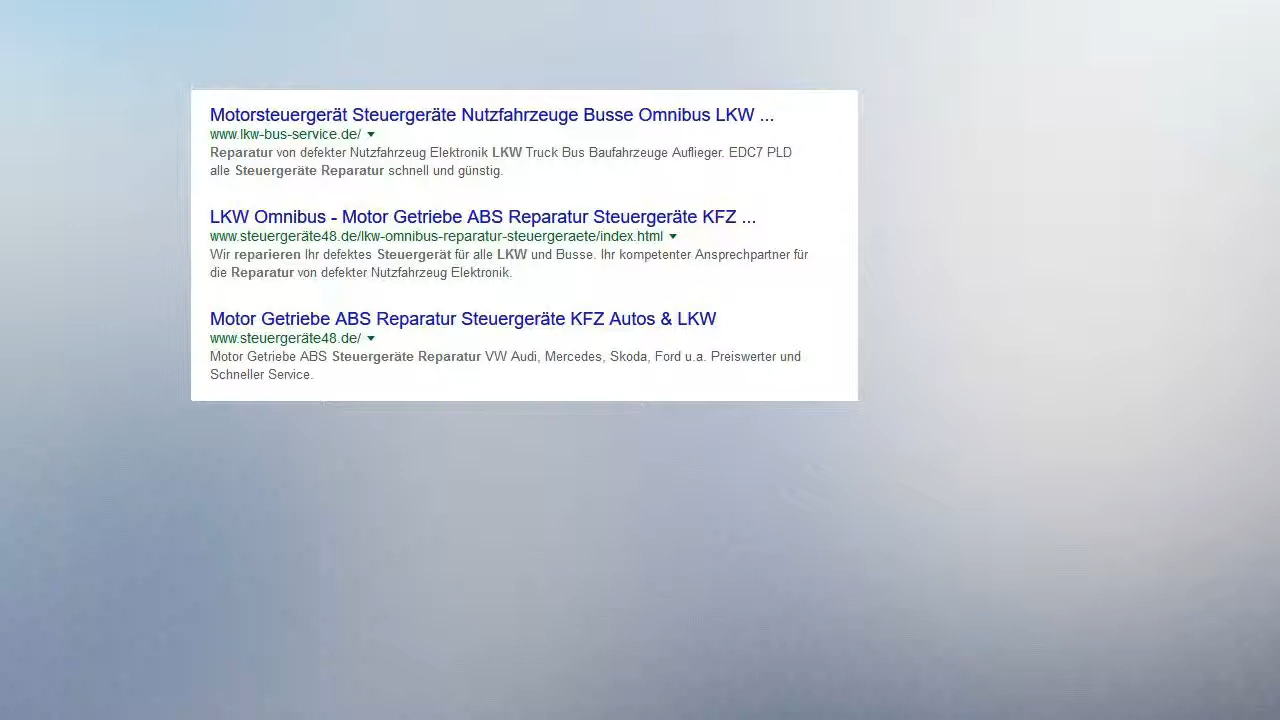 Motorsteuergerät Steuergeräte Nutzfahrzeuge Busse Omnibus LKW ...
www.lkw-bus-service.de/
Reparatur von defekter Nutzfahrzeug Elektronik LKW Truck Bus Baufahrzeuge Auflieger. EDC7 PLD
alle Steuergeräte Reparatur schnell und günstig.
LKW Omnibus - Motor Getriebe ABS Reparatur Steuergeräte KFZ ...
www.steuergeräte48.de/lkw-omnibus-reparatur-steuergeraete/index.html
Wir reparieren Ihr defektes Steuergerät für alle LKW und Busse. Ihr kompetenter Ansprechpartner für
die Reparatur von defekter Nutzfahrzeug Elektronik.
Motor Getriebe ABS Reparatur Steuergeräte KFZ Autos & LKW
www.steuergeräte48.de/
Motor Getriebe ABS Steuergeräte Reparatur VW Audi, Mercedes, Skoda, Ford u.a. Preiswerter und
Schneller Service.